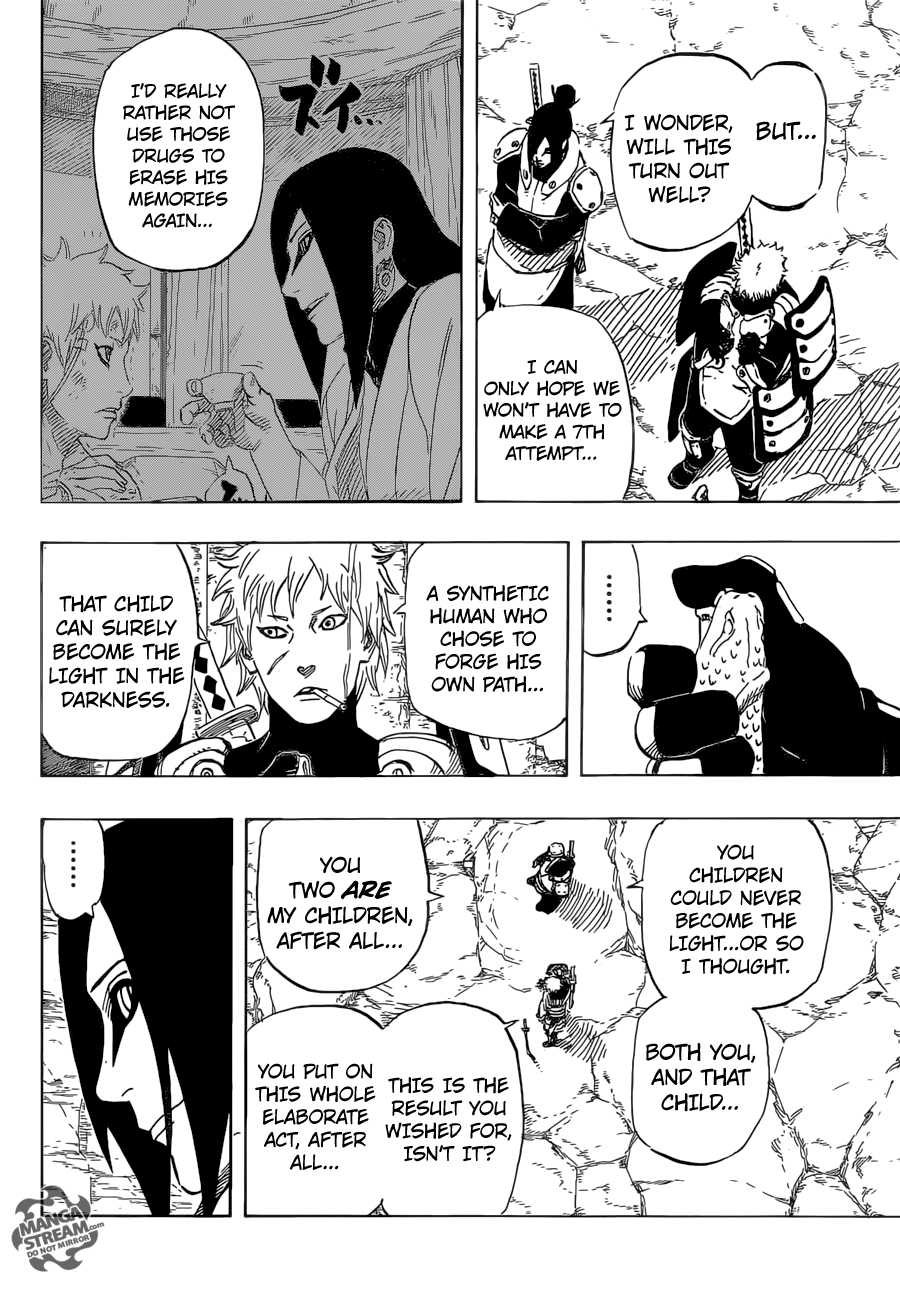 BUT...
I WONDER,
WILL THIS
TURN OUT
WELL?
I CAN
ONLY HOPE WE
WON'T HAVE TO
MAKE A 7TH
ATTEMPT...
I'D REALLY
RATHER NOT
USE THOSE
DRUGS TO
ERASE HIS
MEMORIES
AGAIN...
ズイ...
........
A SYNTHETIC
HUMAN WHO
CHOSE TO
FORGE HIS
OWN PATH...
THAT CHILD
CAN SURELY
BECOME THE
LIGHT IN THE
DARKNESS.
YOU
CHILDREN
COULD NEVER
BECOME THE
LIGHT...OR SO
I THOUGHT.
BOTH YOU,
AND THAT
CHILD...
YOU
TWO ARE
MY CHILDREN,
AFTER ALL...
THIS IS THE
RESULT YOU
WISHED FOR,
ISN'T IT?
YOU PUT ON
THIS WHOLE
ELABORATE
ACT, AFTER
ALL...
......
MANGA
STREAM.com
DO NOT MIRROR